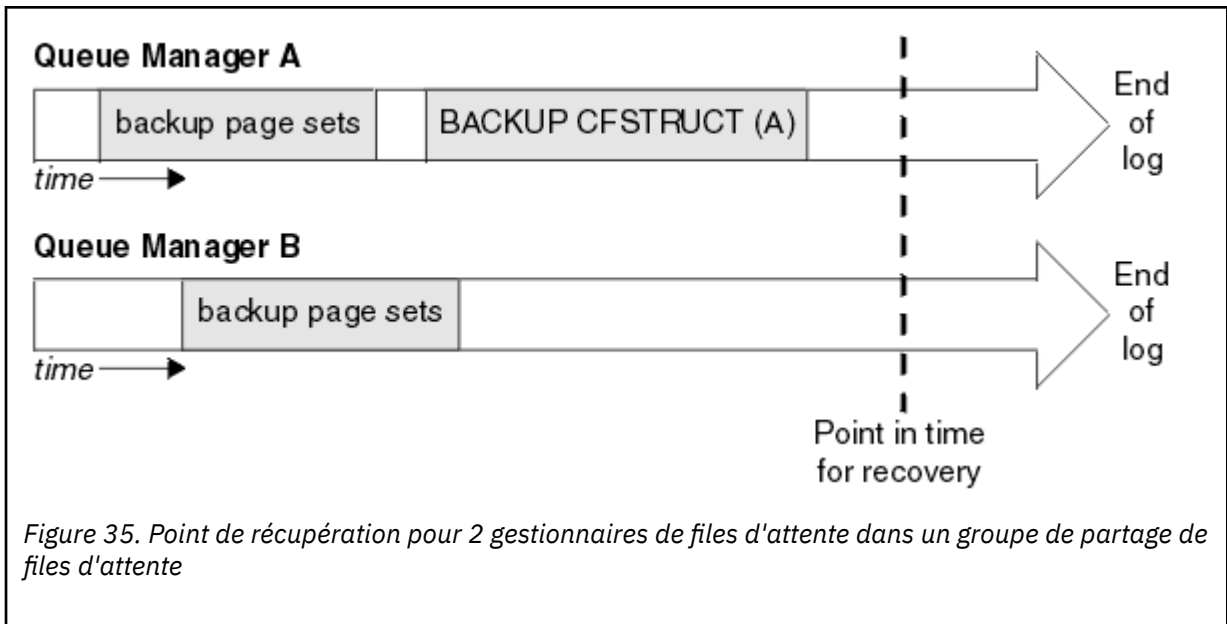 Queue Manager A
backup page sets
BACKUP CFSTRUCT (A)
End
of
log
time
Queue Manager B
backup page sets
End
of
log
time
Point in time
for recovery
Figure 35. Point de récupération pour 2 gestionnaires de files d'attente dans un groupe de partage de
files d'attente